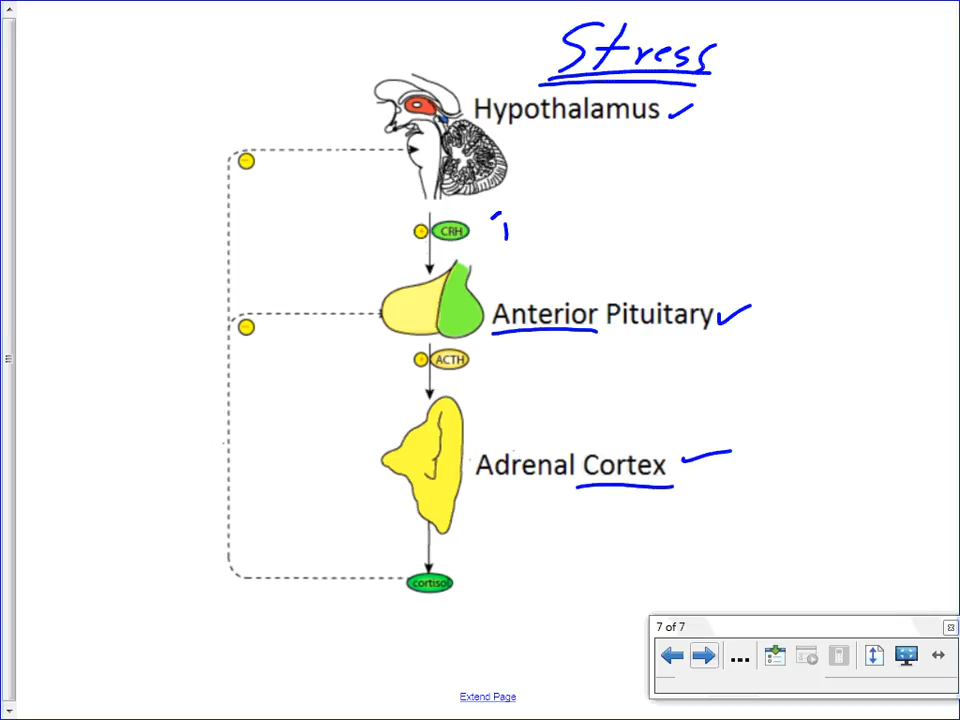 Stress
Hypothalamus
CRH
Anterior Pituitary
ACTH
Adrenal Cortex
cortisol
7 of 7
Extend Page